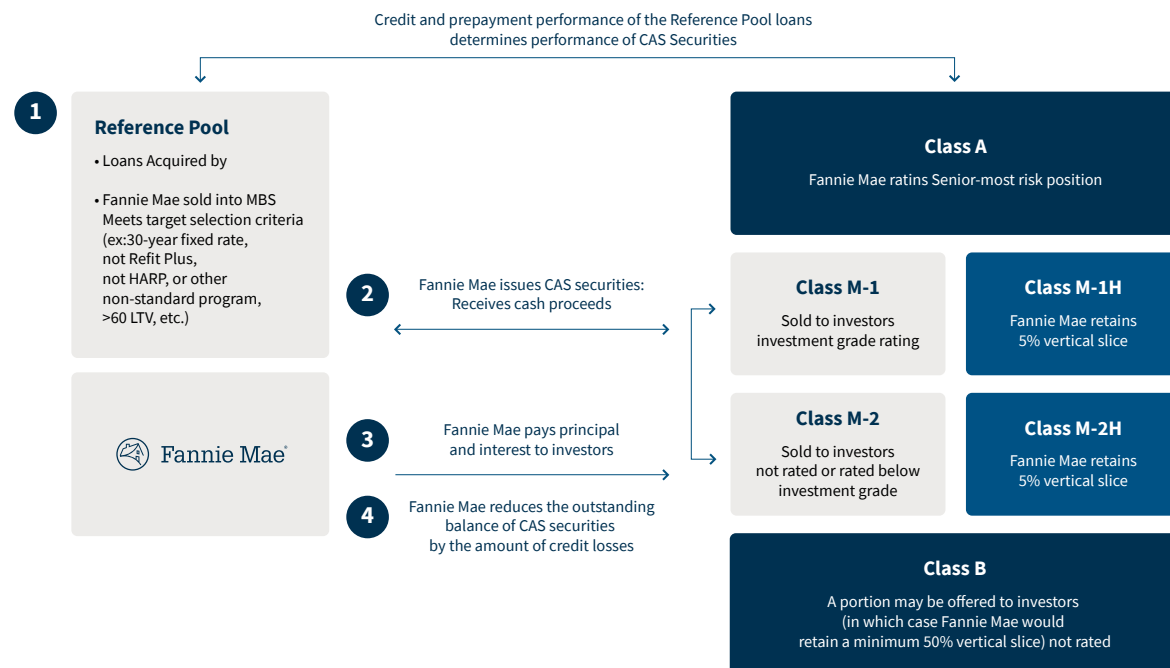 Credit and prepayment performance of the Reference Pool loans
determines performance of CAS Securities
1
Reference Pool
• Loans Acquired by
• Fannie Mae sold into MBS
Meets target selection criteria
(ex:30-year fixed rate,
not Refit Plus,
not HARP, or other
non-standard program,
>60 LTV, etc.)
Fannie Mae
2
Fannie Mae issues CAS securities:
Receives cash proceeds
3
Fannie Mae pays principal
and interest to investors
4
Fannie Mae reduces the outstanding
balance of CAS securities
by the amount of credit losses
Class A
Fannie Mae ratins Senior-most risk position
Class M-1
Sold to investors
investment grade rating
Class M-1H
Fannie Mae retains
5% vertical slice
Class M-2
Sold to investors
not rated or rated below
investment grade
Class M-2H
Fannie Mae retains
5% vertical slice
Class B
A portion may be offered to investors
(in which case Fannie Mae would
retain a minimum 50% vertical slice) not rated